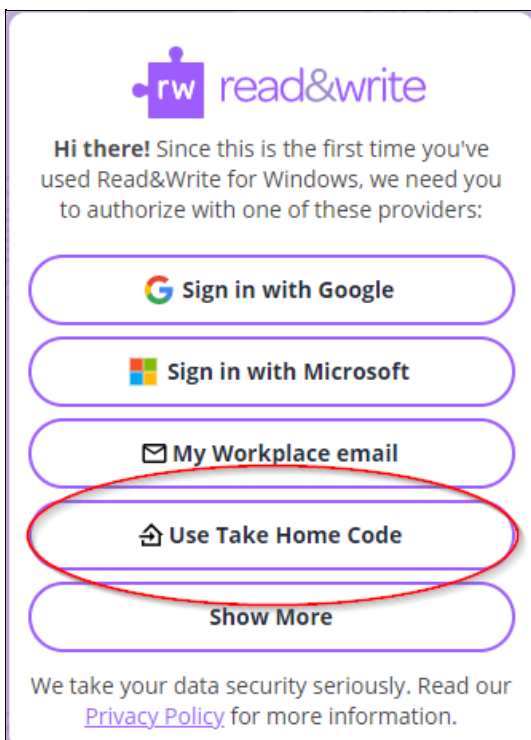 rw read&write
Hi there! Since this is the first time you've
used Read&Write for Windows, we need you
to authorize with one of these providers:
Sign in with Google
Sign in with Microsoft
My Workplace email
Use Take Home Code
Show More
We take your data security seriously. Read our
Privacy Policy for more information.